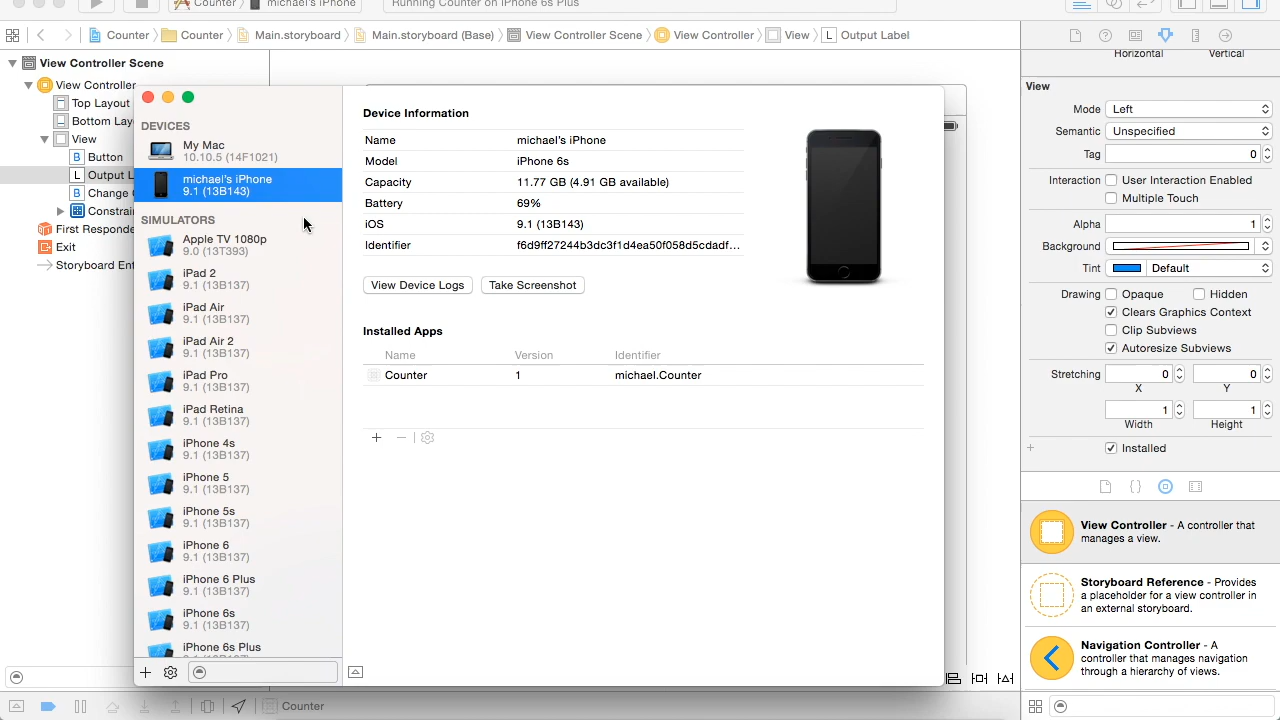 Counter michael's iPhone Running Counter on iPhone 6s Plus
Counter Counter Main.storyboard Main.storyboard (Base) View Controller Scene View Controller View L Output Label
View Controller Scene
View Controller
Top Layout
Bottom Lay
View
B Button
L Output L
B Change
Constrai
First Responde
Exit
Storyboard Ent
DEVICES
My Mac
10.10.5 (14F1021)
michael's iPhone
9.1 (13B143)
SIMULATORS
Apple TV 1080p
9.0 (13T393)
iPad 2
9.1 (13B137)
iPad Air
9.1 (13B137)
iPad Air 2
9.1 (13B137)
iPad Pro
9.1 (13B137)
iPad Retina
9.1 (13B137)
iPhone 4s
9.1 (13B137)
iPhone 5
9.1 (13B137)
iPhone 5s
9.1 (13B137)
iPhone 6
9.1 (13B137)
iPhone 6 Plus
9.1 (13B137)
iPhone 6s
9.1 (13B137)
iPhone 6s Plus
Device Information
Name michael's iPhone
Model iPhone 6s
Capacity 11.77 GB (4.91 GB available)
Battery 69%
iOS 9.1 (13B143)
Identifier f6d9ff27244b3dc3f1d4ea50f058d5cdadf...
View Device Logs Take Screenshot
Installed Apps
Name Version Identifier
Counter 1 michael.Counter
Horizontal Vertical
View
Mode Left
Semantic Unspecified
Tag 0
Interaction User Interaction Enabled
Multiple Touch
Alpha 1
Background
Tint Default
Drawing Opaque Hidden
Clears Graphics Context
Clip Subviews
Autoresize Subviews
Stretching 0 0
X Y
1 1
Width Height
Installed
View Controller - A controller that
manages a view.
Storyboard Reference - Provides
a placeholder for a view controller in
an external storyboard.
Navigation Controller - A
controller that manages navigation
through a hierarchy of views.
Counter